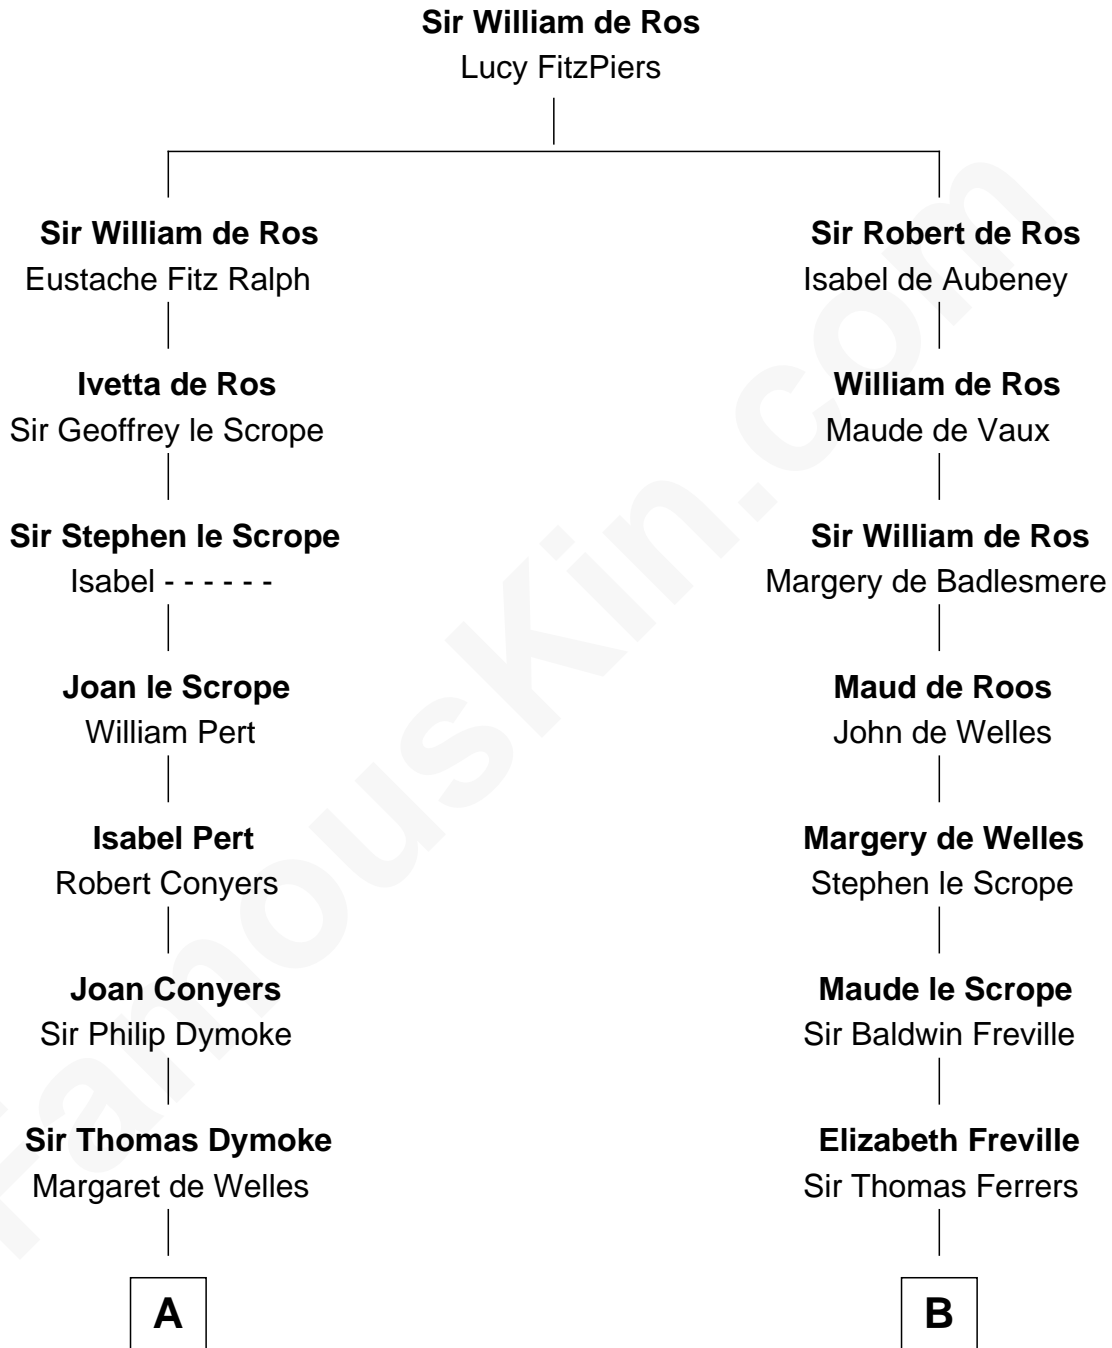 Sir William de Ros
Lucy FitzPiers
Sir William de Ros
Eustache Fitz Ralph
Sir Robert de Ros
Isabel de Aubeney
Ivetta de Ros
Sir Geoffrey le Scrope
William de Ros
Maude de Vaux
Sir Stephen le Scrope
Isabel - - - - - -
Sir William de Ros
Margery de Badlesmere
Joan le Scrope
William Pert
Maud de Roos
John de Welles
Isabel Pert
Robert Conyers
Margery de Welles
Stephen le Scrope
Joan Conyers
Sir Philip Dymoke
Maude le Scrope
Sir Baldwin Freville
Sir Thomas Dymoke
Margaret de Welles
Elizabeth Freville
Sir Thomas Ferrers
A
B
FamousKin.com